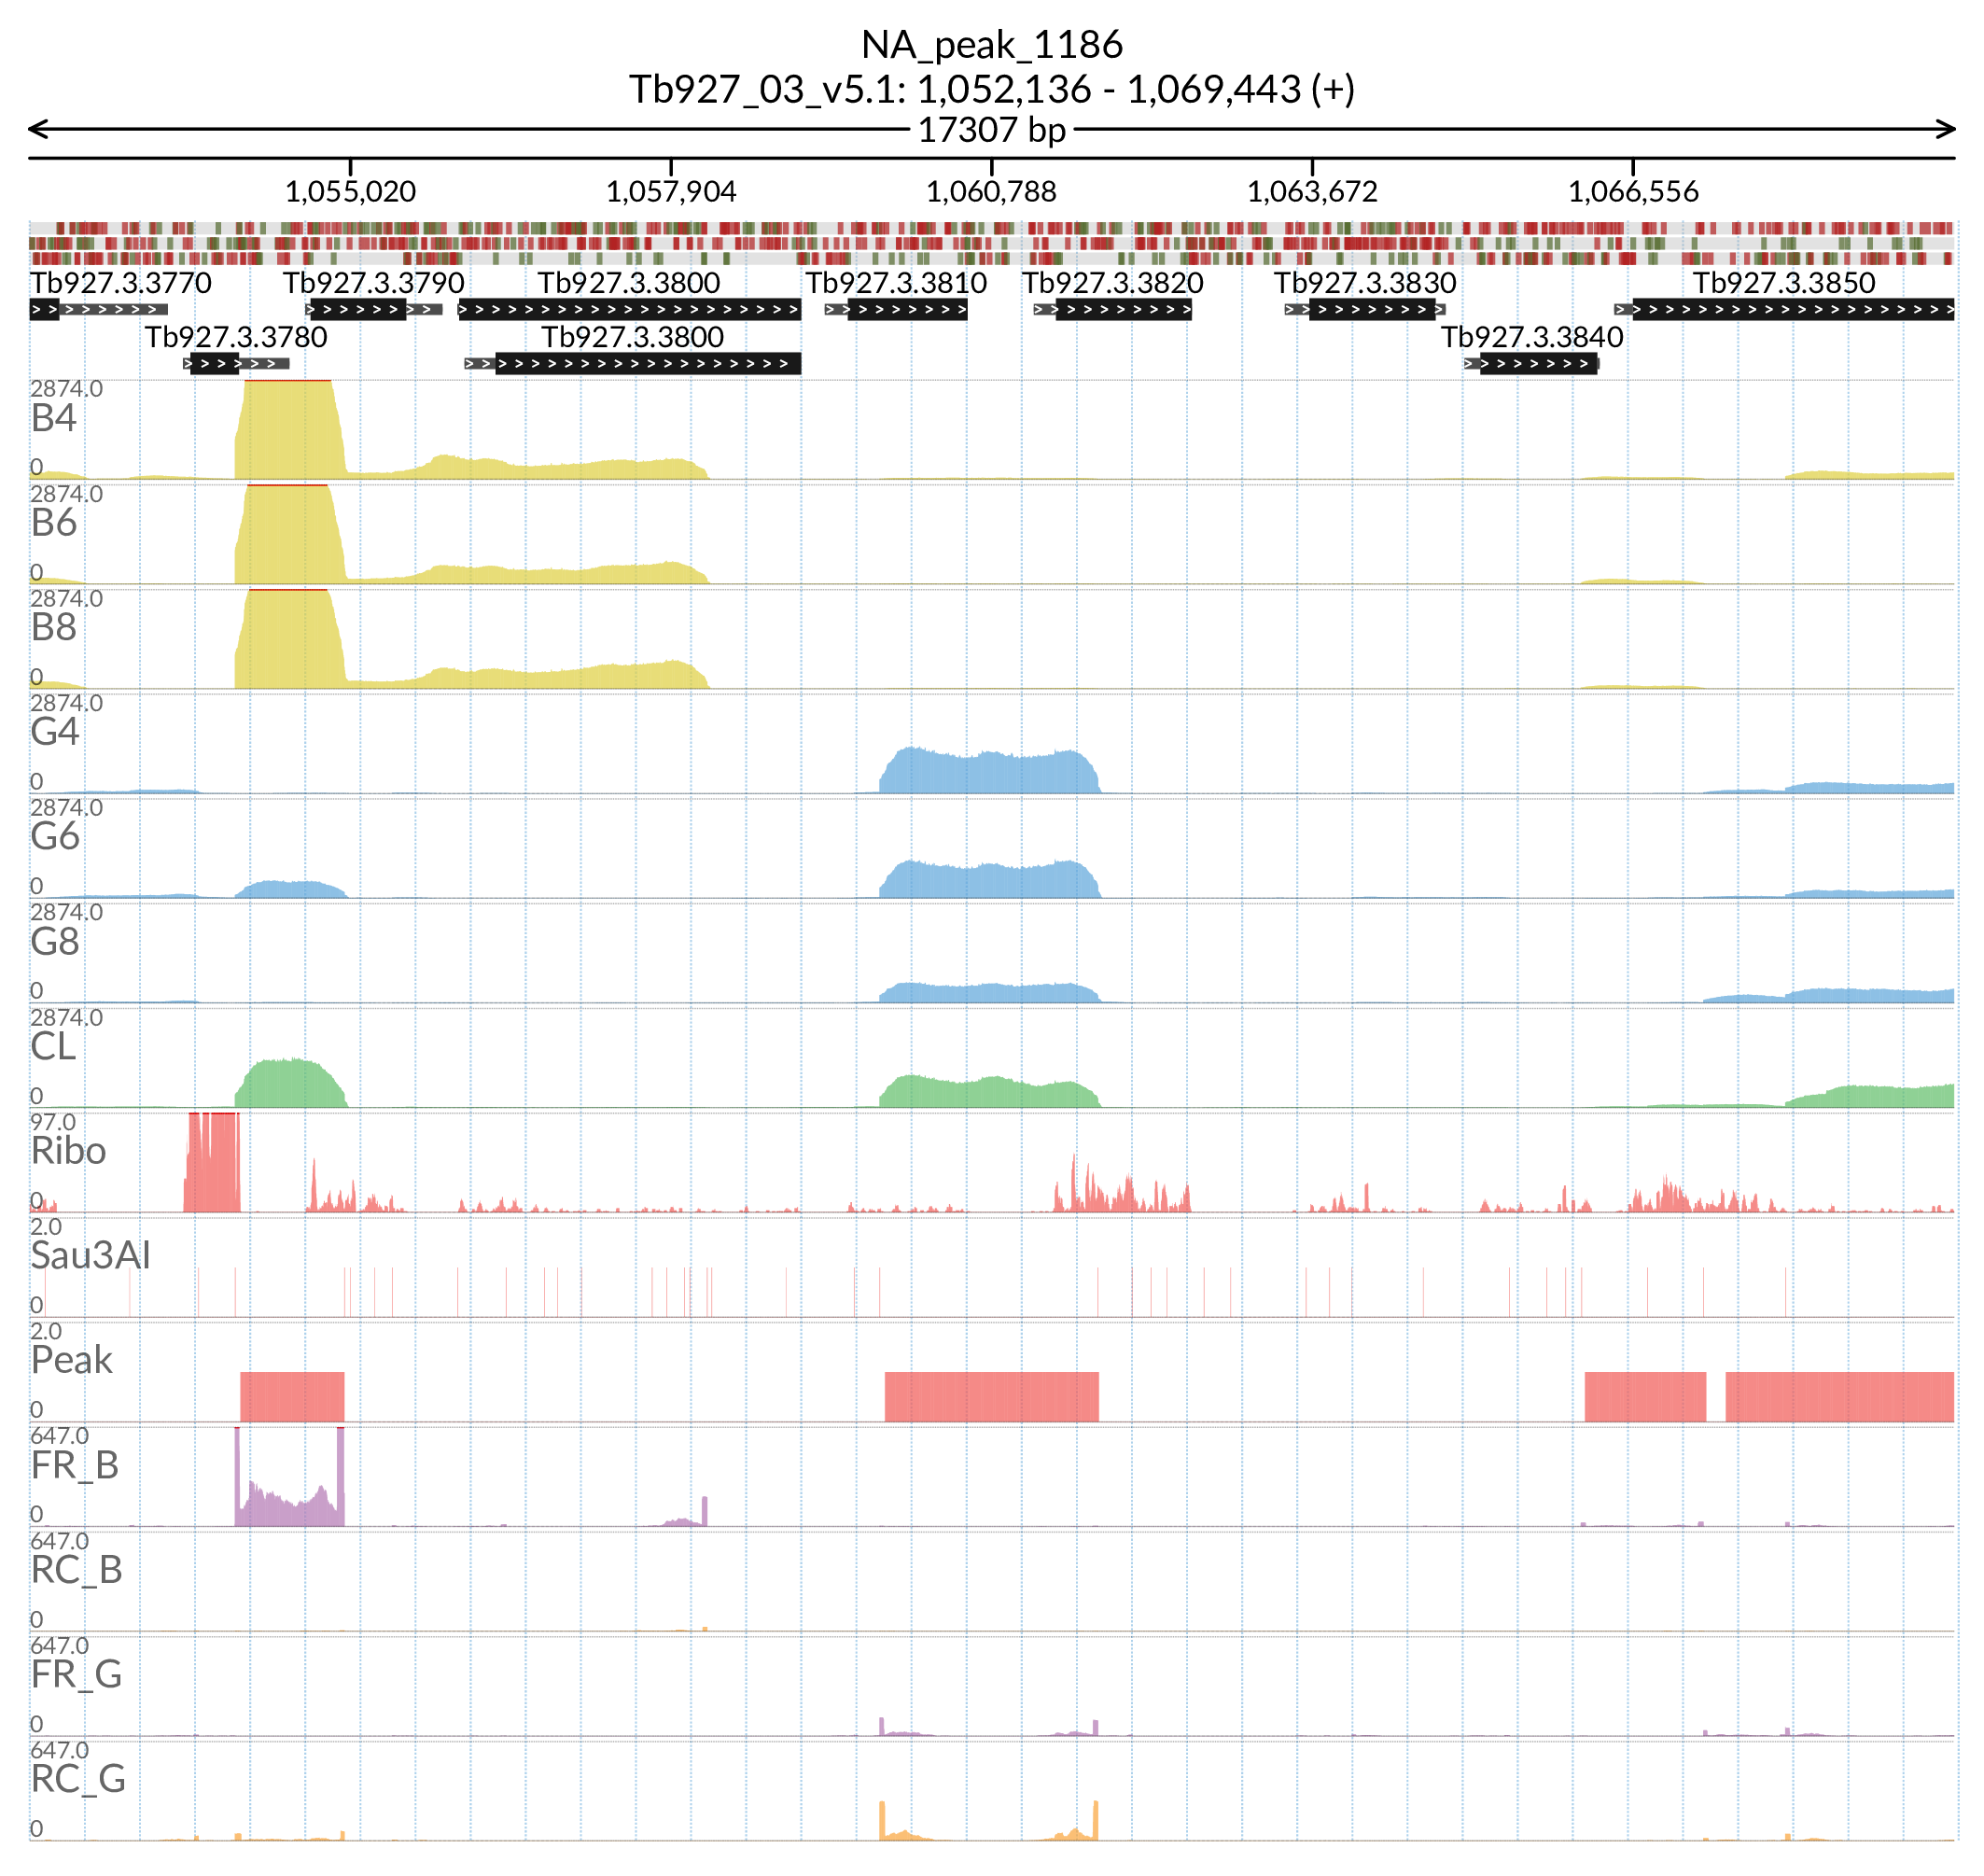 NA_peak_1186
Tb927_03_v5.1: 1,052,136 - 1,069,443 (+)
17307 bp
1,055,020 1,057,904 1,060,788 1,063,672 1,066,556
Tb927.3.3770 Tb927.3.3790 Tb927.3.3800 Tb927.3.3810 Tb927.3.3820 Tb927.3.3830 Tb927.3.3850
Tb927.3.3780 Tb927.3.3800 Tb927.3.3840
2874.0
B4
0
2874.0
B6
0
2874.0
B8
0
2874.0
G4
0
2874.0
G6
0
2874.0
G8
0
2874.0
CL
0
97.0
Ribo
0
2.0
Sau3AI
0
2.0
Peak
0
647.0
FR_B
0
647.0
RC_B
0
647.0
FR_G
0
647.0
RC_G
0